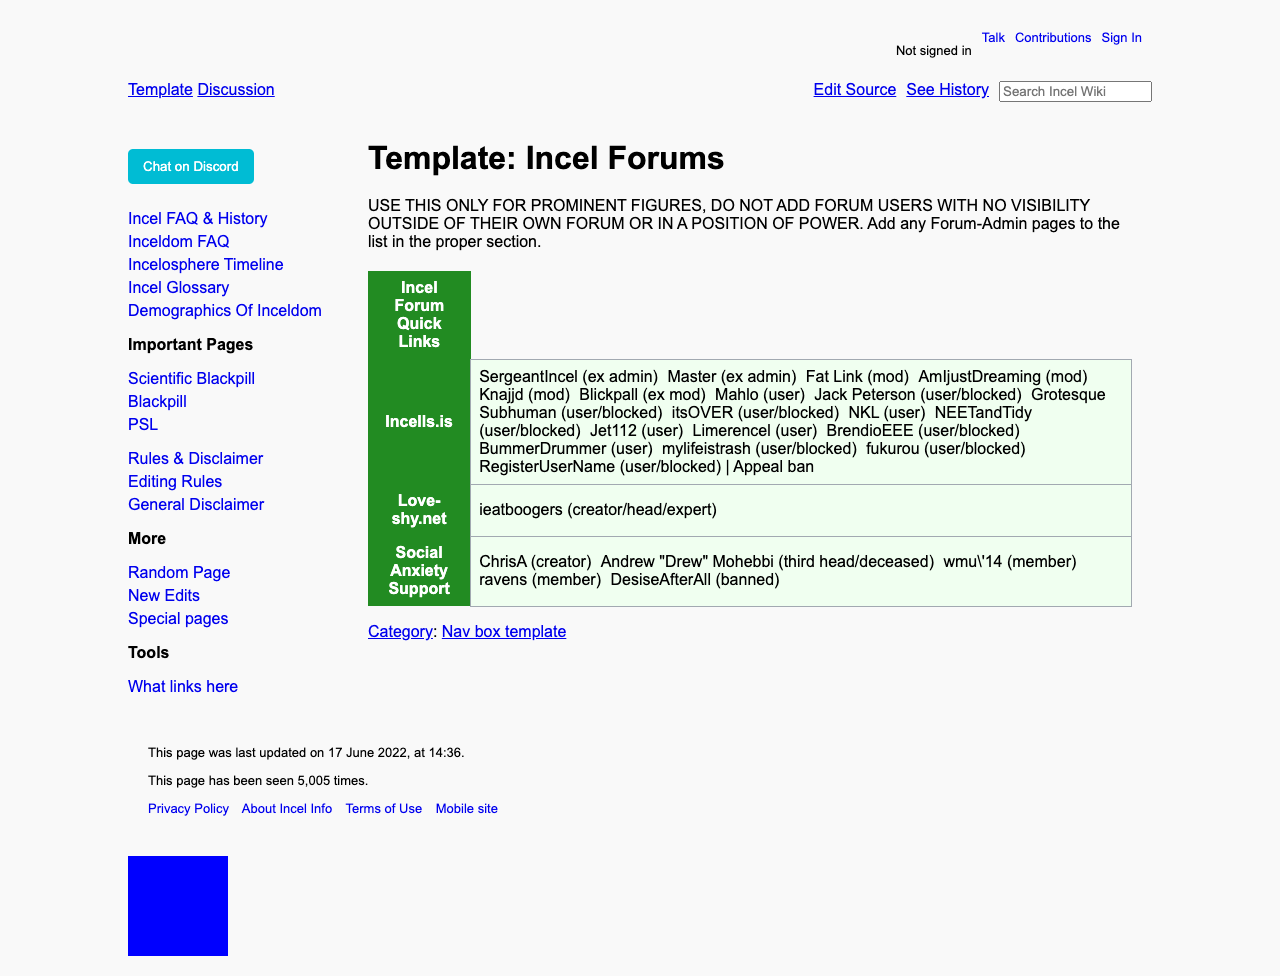 Not signed in Talk Contributions Sign In
Template Discussion Edit Source See History Search Incel Wiki
Chat on Discord
Incel FAQ & History
Inceldom FAQ
Incelosphere Timeline
Incel Glossary
Demographics Of Inceldom
Important Pages
Scientific Blackpill
Blackpill
PSL
Rules & Disclaimer
Editing Rules
General Disclaimer
More
Random Page
New Edits
Special pages
Tools
What links here
Template: Incel Forums
USE THIS ONLY FOR PROMINENT FIGURES, DO NOT ADD FORUM USERS WITH NO VISIBILITY
OUTSIDE OF THEIR OWN FORUM OR IN A POSITION OF POWER. Add any Forum-Admin pages to the
list in the proper section.
Incel
Forum
Quick
Links
Incells.is
SergeantIncel (ex admin) Master (ex admin) Fat Link (mod) AmIjustDreaming (mod)
Knajjd (mod) Blickpall (ex mod) Mahlo (user) Jack Peterson (user/blocked) Grotesque
Subhuman (user/blocked) itsOVER (user/blocked) NKL (user) NEETandTidy
(user/blocked) Jet112 (user) Limerencel (user) BrendioEEE (user/blocked)
BummerDrummer (user) mylifeistrash (user/blocked) fukurou (user/blocked)
RegisterUserName (user/blocked) | Appeal ban
Love-
shy.net
ieatboogers (creator/head/expert)
Social
Anxiety
Support
ChrisA (creator) Andrew "Drew" Mohebbi (third head/deceased) wmu\'14 (member)
ravens (member) DesiseAfterAll (banned)
Category: Nav box template
This page was last updated on 17 June 2022, at 14:36.
This page has been seen 5,005 times.
Privacy Policy About Incel Info Terms of Use Mobile site